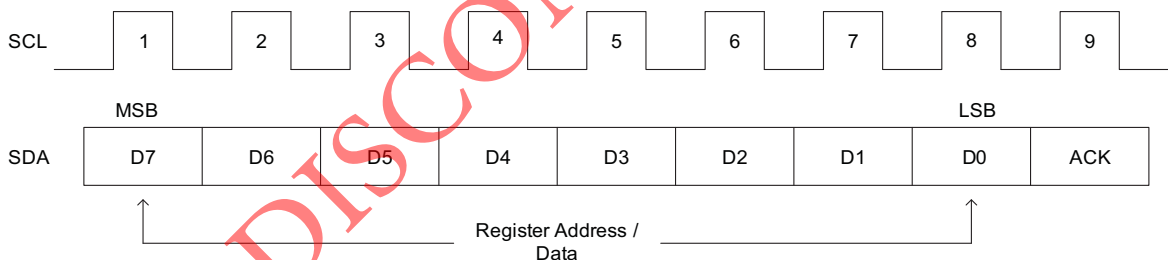 SCL 1 2 3 4 5 6 7 8 9
MSB LSB
SDA D7 D6 D5 D4 D3 D2 D1 D0 ACK
Register Address /
Data
DISCO